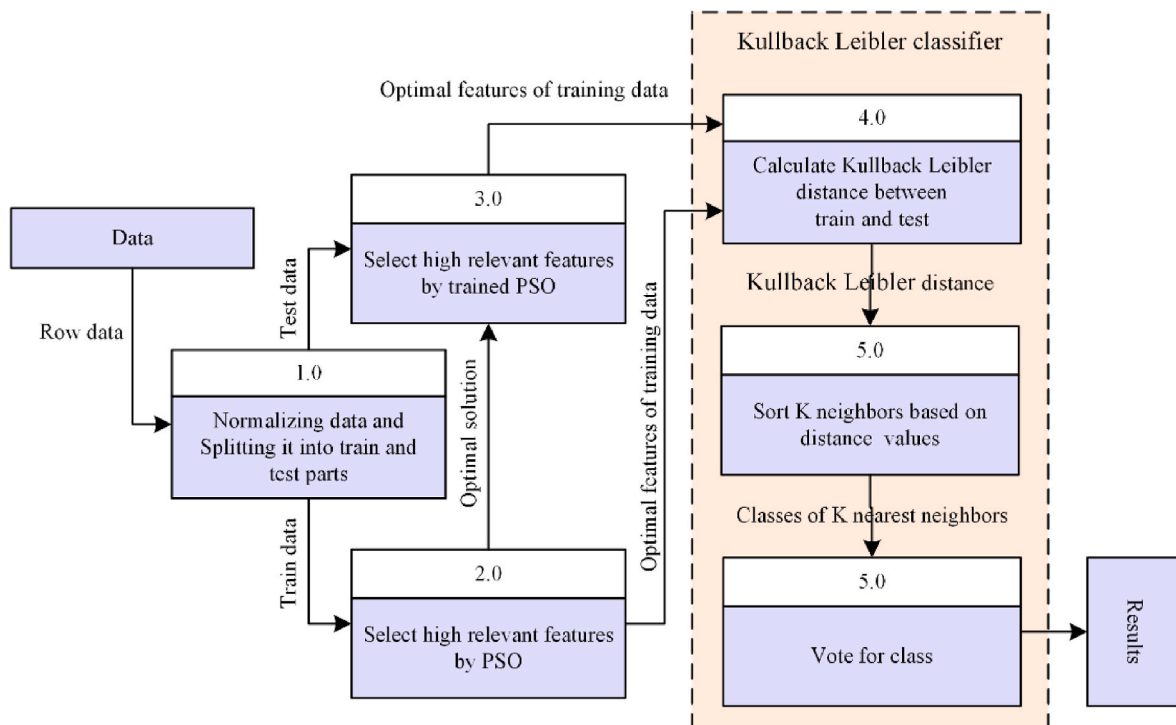 Kullback Leibler classifier
Optimal features of training data
4.0
Calculate Kullback Leibler
distance between
train and test
3.0
Select high relevant features
by trained PSO
Data
Row data
Test data
1.0
Normalizing data and
Splitting it into train and
test parts
Optimal solution
Optimal features of training data
Kullback Leibler distance
5.0
Sort K neighbors based on
distance values
Train data
2.0
Select high relevant features
by PSO
Classes of K nearest neighbors
5.0
Vote for class
Results